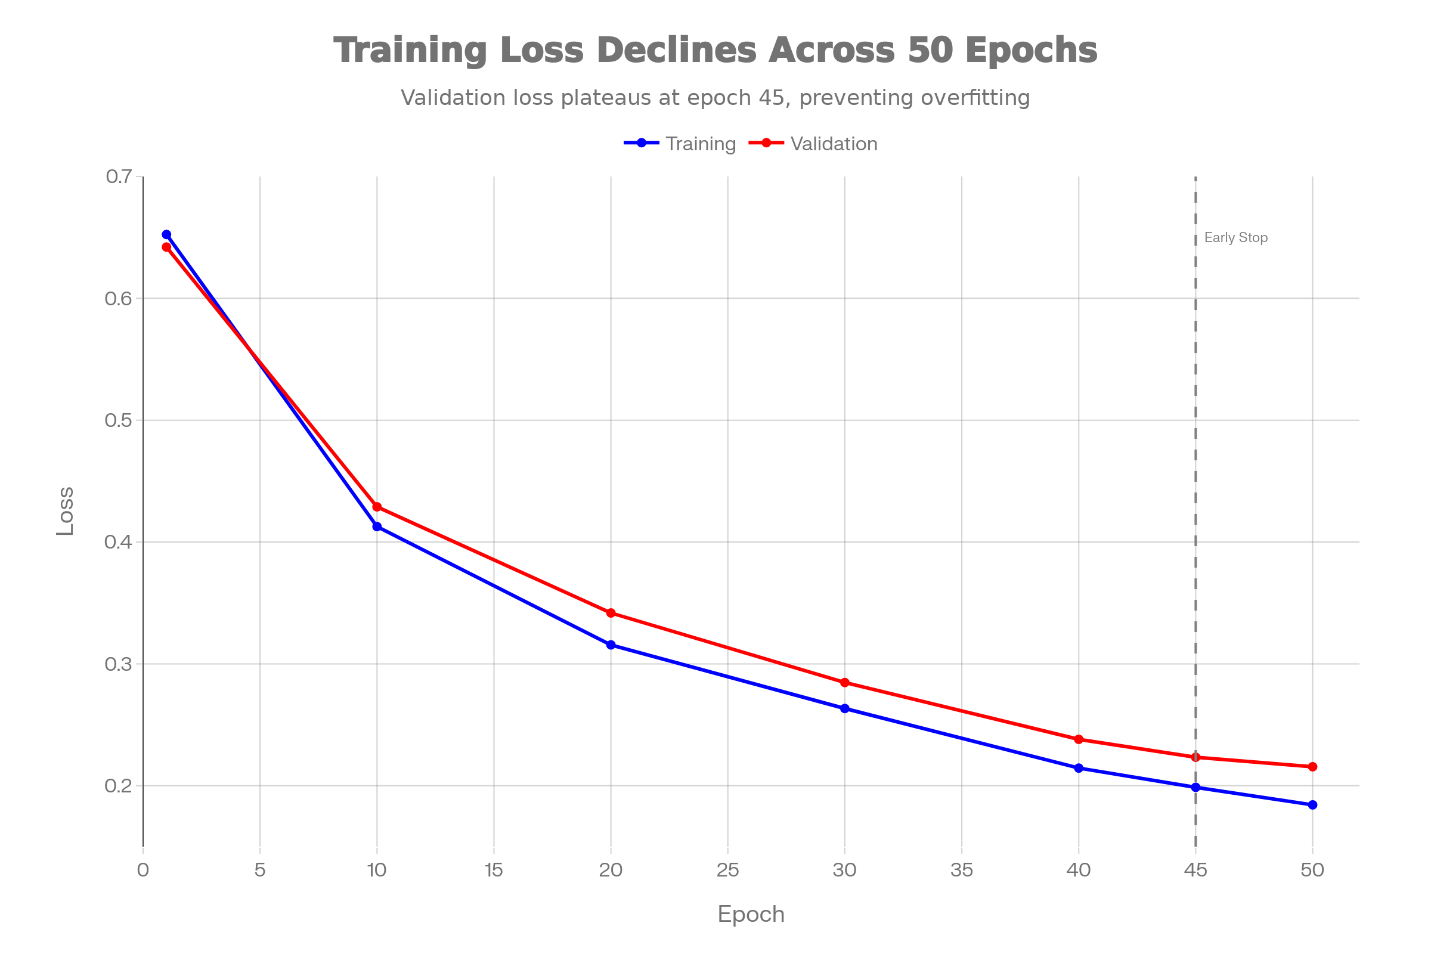 Training Loss Declines Across 50 Epochs
Validation loss plateaus at epoch 45, preventing overfitting
Training Validation
0.7
Early Stop
0.6
0.5
Loss
0.4
0.3
0.2
0 5 10 15 20 25 30 35 40 45 50
Epoch